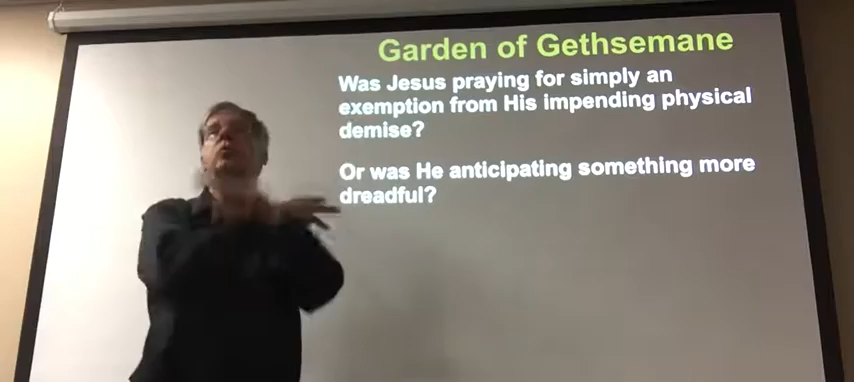 Garden of Gethsemane
Was Jesus praying for simply an
exemption from His impending physical
demise?
Or was He anticipating something more
dreadful?